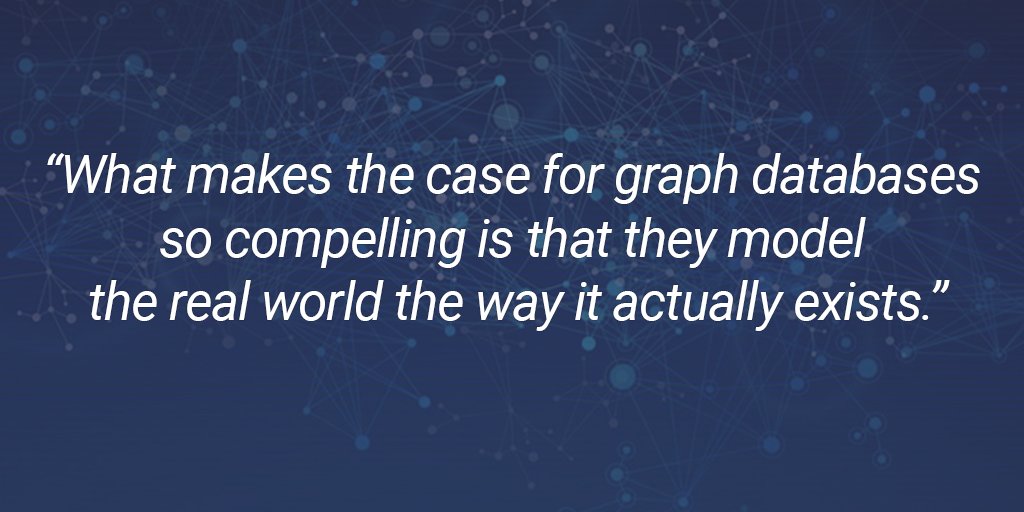 “What makes the case for graph databases
so compelling is that they model
the real world the way it actually exists.”